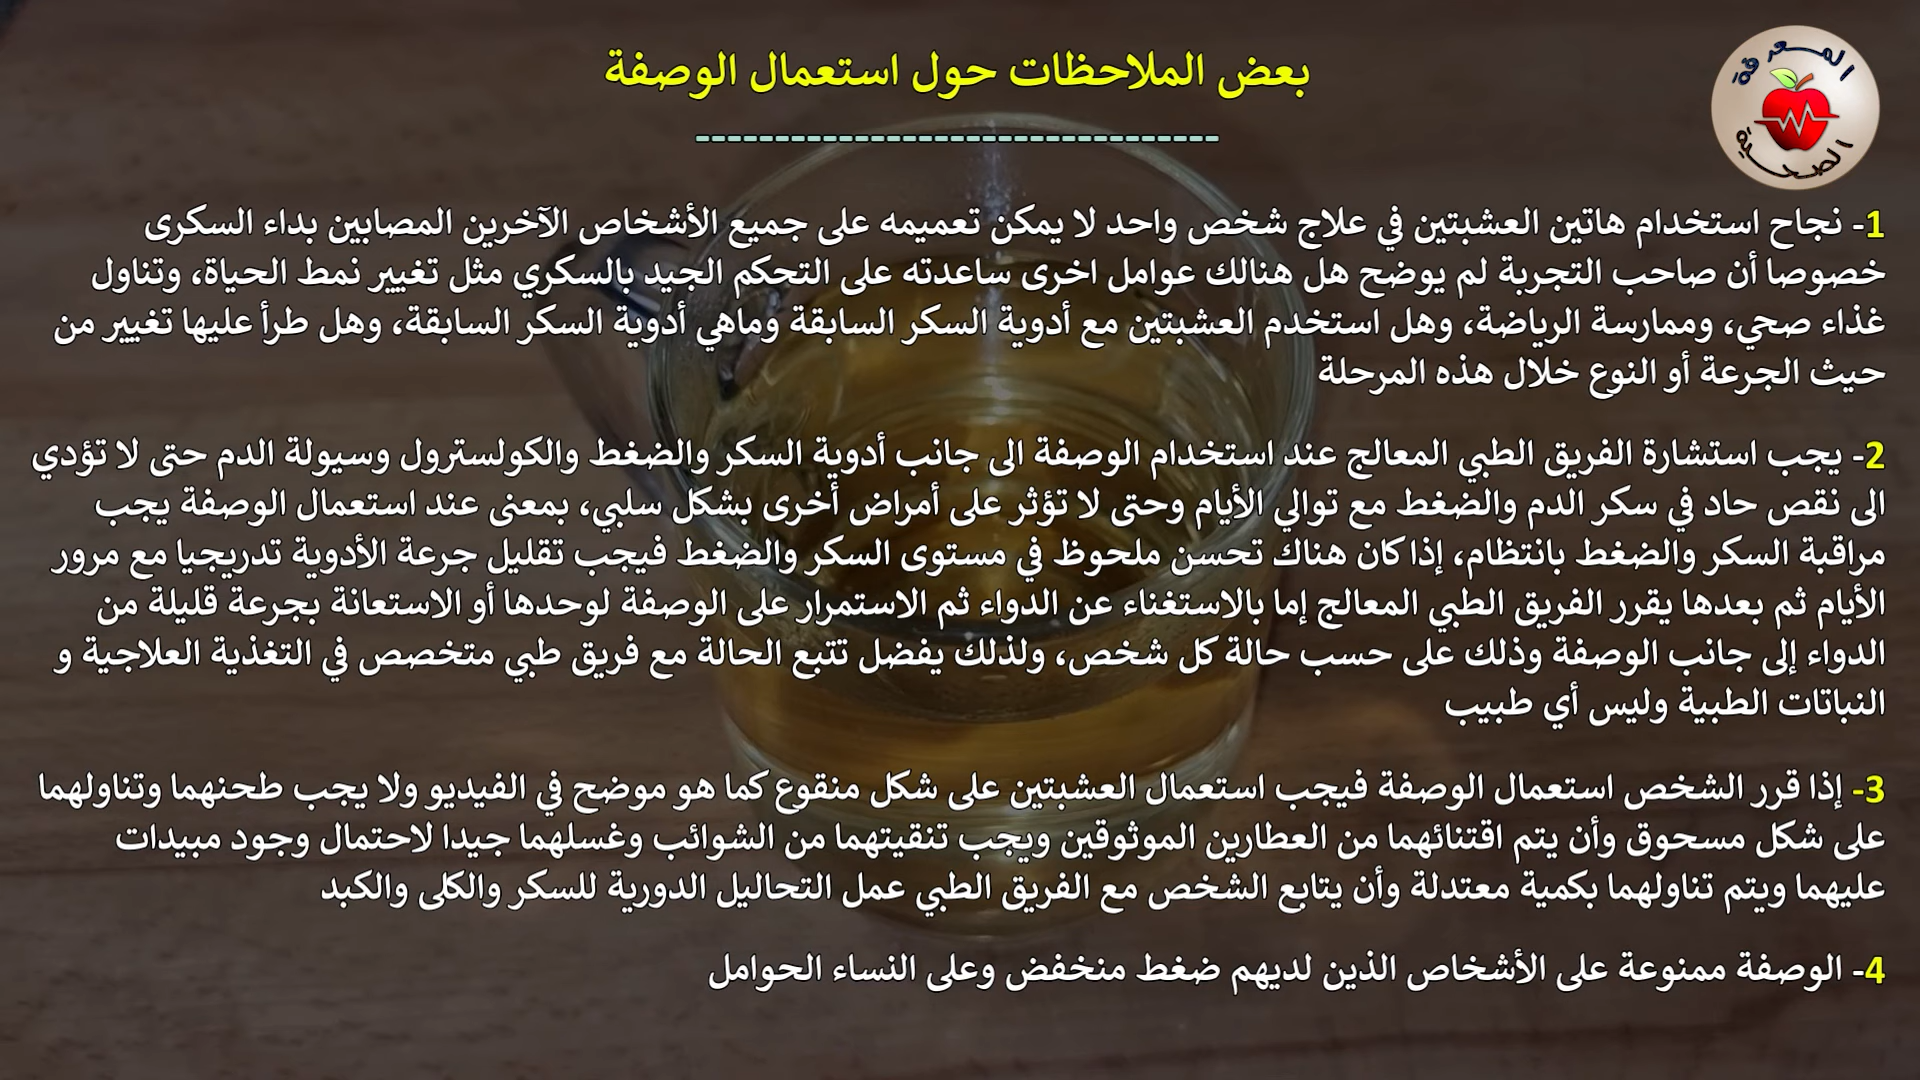 بعض الملاحظات حول استعمال الوصفة
------------------------------------
المعرفة
الصحية
1- نجاح استخدام هاتين العشبتين في علاج شخص واحد لا يمكن تعميمه على جميع الأشخاص الآخرين المصابين بداء السكرى
خصوصا أن صاحب التجربة لم يوضح هل هنالك عوامل اخرى ساعدته على التحكم الجيد بالسكري مثل تغيير نمط الحياة، وتناول
غذاء صحي، وممارسة الرياضة، وهل استخدم العشبتين مع أدوية السكر السابقة وماهي أدوية السكر السابقة، وهل طرأ عليها تغيير من
حيث الجرعة أو النوع خلال هذه المرحلة
2- يجب استشارة الفريق الطبي المعالج عند استخدام الوصفة الى جانب أدوية السكر والضغط والكولسترول وسيولة الدم حتى لا تؤدي
الى نقص حاد في سكر الدم والضغط مع توالي الأيام وحتى لا تؤثر على أمراض أخرى بشكل سلبي، بمعنى عند استعمال الوصفة يجب
مراقبة السكر والضغط بانتظام، إذا كان هناك تحسن ملحوظ في مستوى السكر والضغط فيجب تقليل جرعة الأدوية تدريجيا مع مرور
الأيام ثم بعدها يقرر الفريق الطبي المعالج إما بالاستغناء عن الدواء ثم الاستمرار على الوصفة لوحدها أو الاستعانة بجرعة قليلة من
الدواء إلى جانب الوصفة وذلك على حسب حالة كل شخص، ولذلك يفضل تتبع الحالة مع فريق طبي متخصص في التغذية العلاجية و
النباتات الطبية وليس أي طبيب
3- إذا قرر الشخص استعمال الوصفة فيجب استعمال العشبتين على شكل منقوع كما هو موضح في الفيديو ولا يجب طحنهما وتناولهما
على شكل مسحوق وأن يتم اقتنائهما من العطارين الموثوقين ويجب تنقيتهما من الشوائب وغسلهما جيدا لاحتمال وجود مبيدات
عليهما ويتم تناولهما بكمية معتدلة وأن يتابع الشخص مع الفريق الطبي عمل التحاليل الدورية للسكر والكلى والكبد
4- الوصفة ممنوعة على الأشخاص الذين لديهم ضغط منخفض وعلى النساء الحوامل